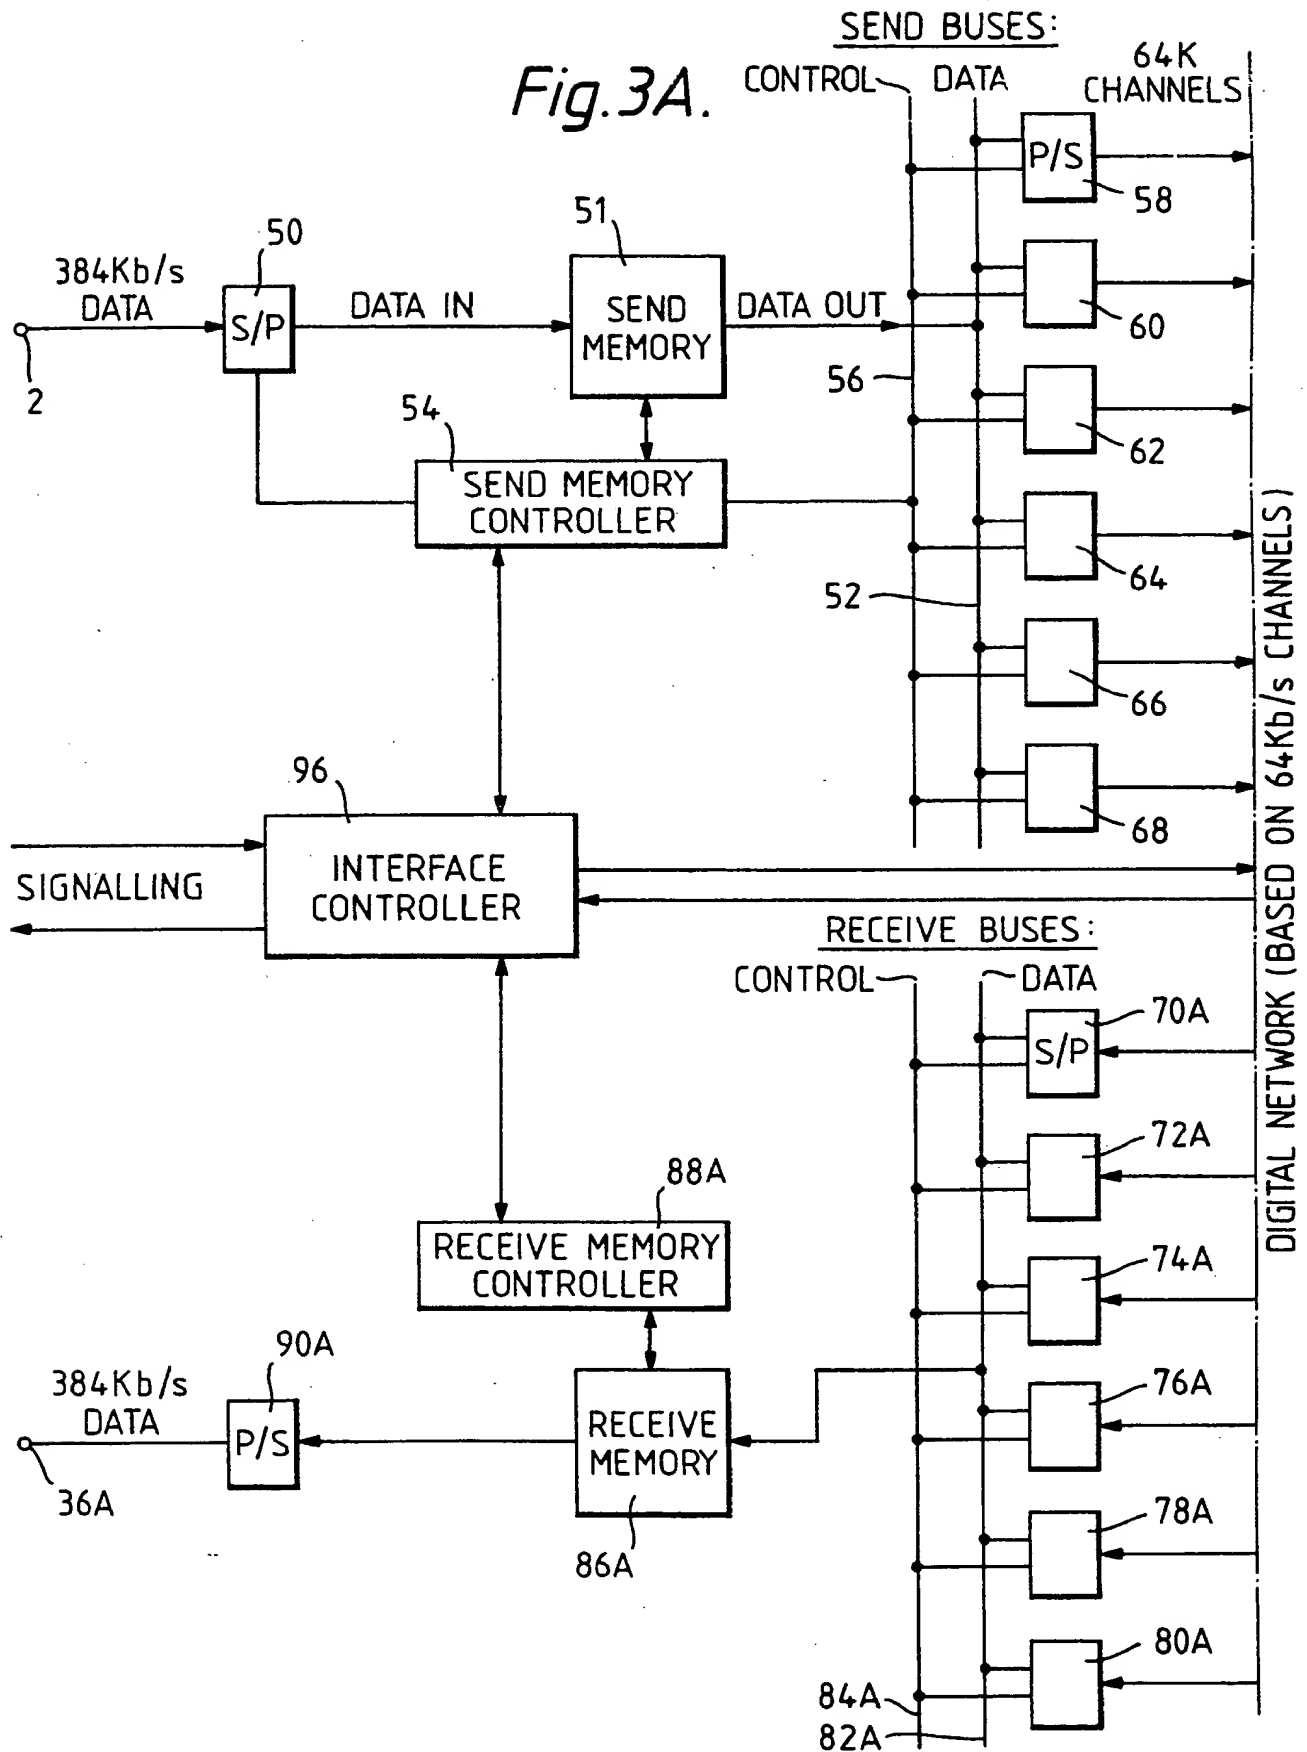 SEND BUSES:
Fig.3A.
CONTROL
DATA
64K
CHANNELS
P/S
58
50
51
384Kb/s
DATA
S/P
DATA IN
SEND
MEMORY
DATA OUT
60
2
56
54
62
SEND MEMORY
CONTROLLER
64
52
66
96
68
SIGNALLING
INTERFACE
CONTROLLER
DIGITAL NETWORK (BASED ON 64Kb/s CHANNELS)
RECEIVE BUSES:
CONTROL
DATA
70A
S/P
72A
88A
RECEIVE MEMORY
CONTROLLER
74A
90A
384Kb/s
DATA
P/S
RECEIVE
MEMORY
76A
36A
86A
78A
80A
84A
82A